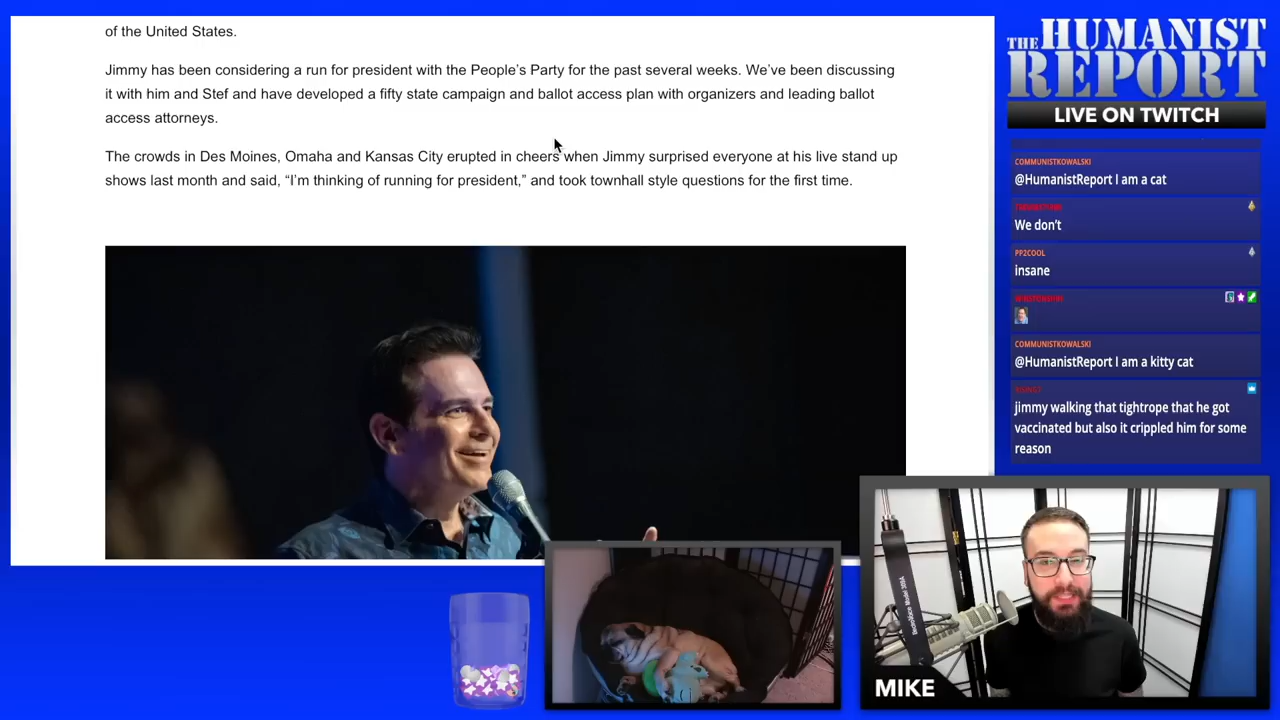 of the United States.
Jimmy has been considering a run for president with the People’s Party for the past several weeks. We’ve been discussing
it with him and Stef and have developed a fifty state campaign and ballot access plan with organizers and leading ballot
access attorneys.
The crowds in Des Moines, Omaha and Kansas City erupted in cheers when Jimmy surprised everyone at his live stand up
shows last month and said, “I’m thinking of running for president,” and took townhall style questions for the first time.
THE HUMANIST
REPORT
LIVE ON TWITCH
COMMUNISTKOWALSKI
@HumanistReport I am a cat
We don’t
PP2COOL
insane
COMMUNISTKOWALSKI
@HumanistReport I am a kitty cat
jimmy walking that tightrope that he got
vaccinated but also it crippled him for some
reason
MIKE